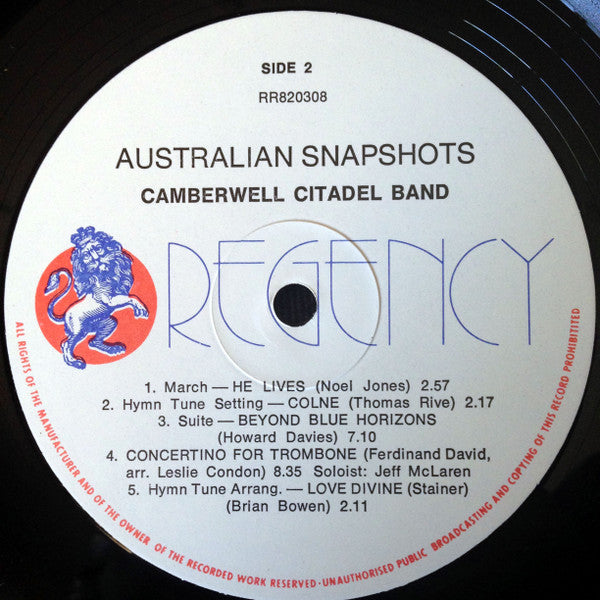 SIDE 2
RR820308
AUSTRALIAN SNAPSHOTS
CAMBERWELL CITADEL BAND
REGENCY
1. March — HE LIVES (Noel Jones) 2.57
2. Hymn Tune Setting — COLNE (Thomas Rive) 2.17
3. Suite — BEYOND BLUE HORIZONS
(Howard Davies) 7.10
4. CONCERTINO FOR TROMBONE (Ferdinand David,
arr. Leslie Condon) 8.35 Soloist: Jeff McLaren
5. Hymn Tune Arrang. — LOVE DIVINE (Stainer)
(Brian Bowen) 2.11
ALL RIGHTS OF THE MANUFACTURER AND OF THE OWNER OF THE RECORDED WORK RESERVED · UNAUTHORISED PUBLIC BROADCASTING AND COPYING OF THIS RECORD PROHIBITITED